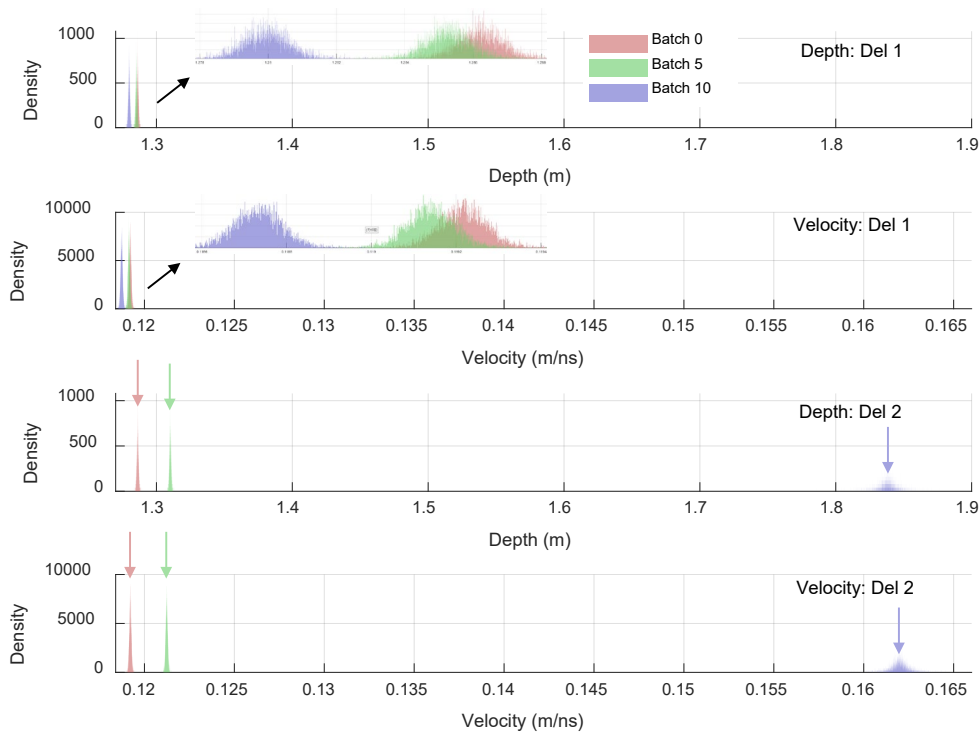 1000
500
0
Density
Batch 0
Batch 5
Batch 10
Depth: Del 1
1.3 1.4 1.5 1.6 1.7 1.8 1.9
Depth (m)
10000
5000
0
Density
Velocity: Del 1
0.12 0.125 0.13 0.135 0.14 0.145 0.15 0.155 0.16 0.165
Velocity (m/ns)
1000
500
0
Density
Depth: Del 2
1.3 1.4 1.5 1.6 1.7 1.8 1.9
Depth (m)
10000
5000
0
Density
Velocity: Del 2
0.12 0.125 0.13 0.135 0.14 0.145 0.15 0.155 0.16 0.165
Velocity (m/ns)